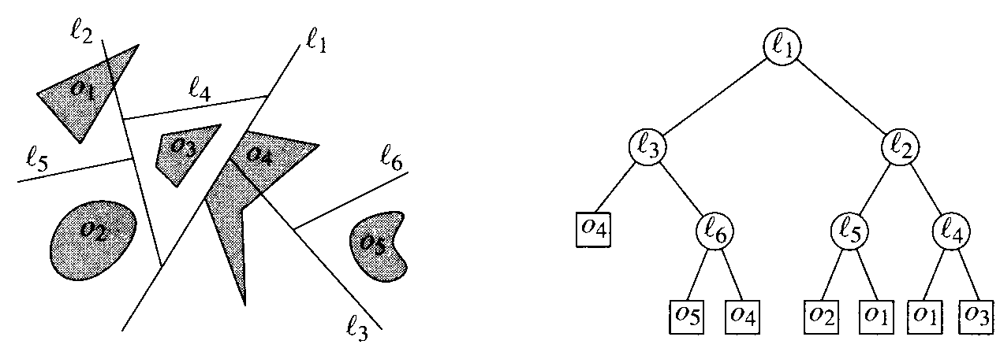 ℓ2
ℓ1
o1
ℓ4
ℓ5
o3
o4
ℓ6
o2
o5
ℓ3
ℓ1
ℓ3 ℓ2
o4 ℓ6 ℓ5 ℓ4
o5 o4 o2 o1 o1 o3